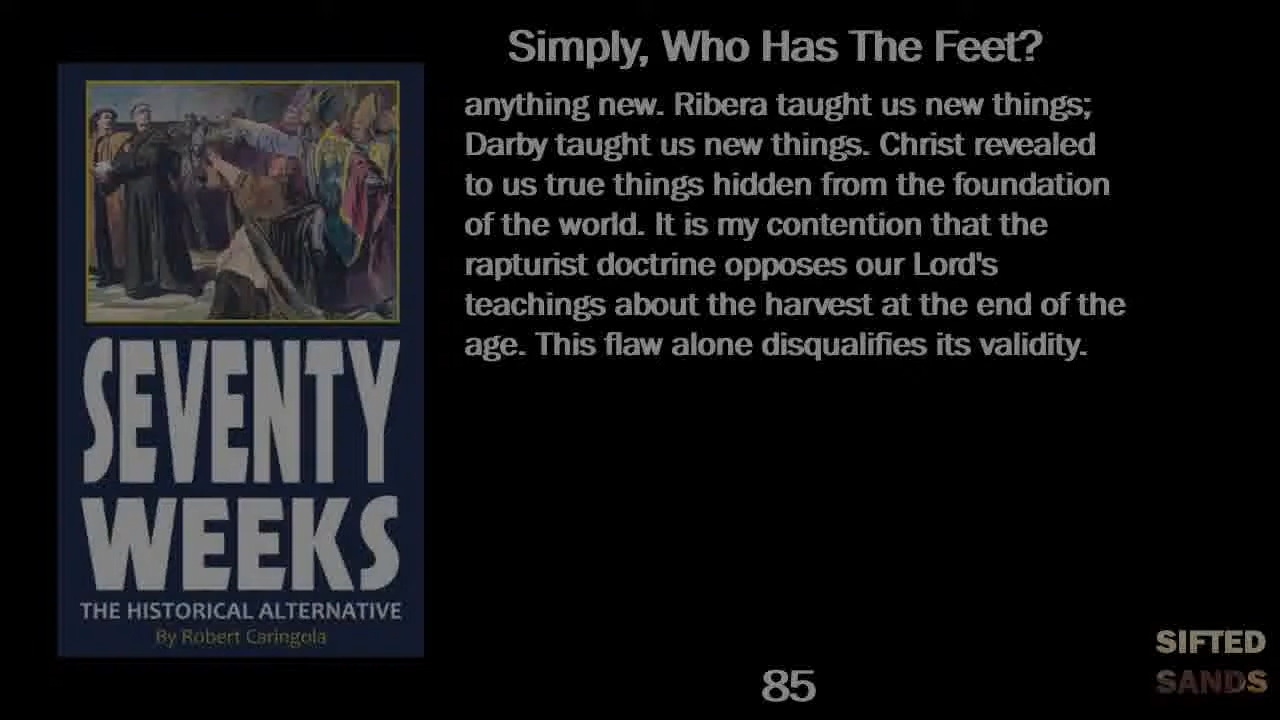 Simply, Who Has The Feet?
anything new. Ribera taught us new things;
Darby taught us new things. Christ revealed
to us true things hidden from the foundation
of the world. It is my contention that the
rapturist doctrine opposes our Lord's
teachings about the harvest at the end of the
age. This flaw alone disqualifies its validity.
SEVENTY
WEEKS
THE HISTORICAL ALTERNATIVE
By Robert Caringola
85
SIFTED
SANDS